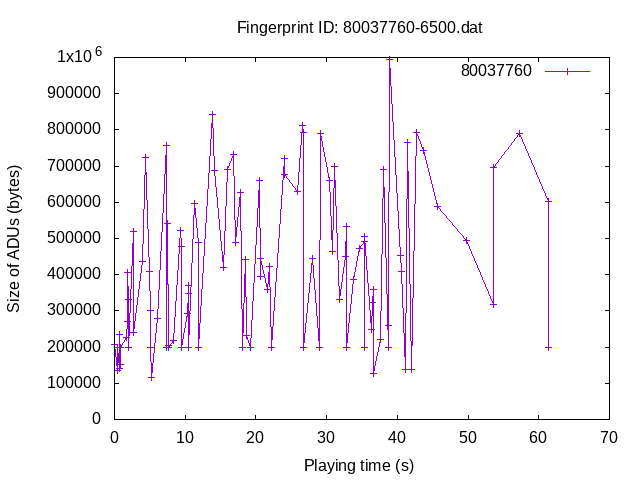 Fingerprint ID: 80037760-6500.dat
1x10^6
900000
800000
700000
600000
500000
400000
300000
200000
100000
0
80037760
Size of ADUs (bytes)
0 10 20 30 40 50 60 70
Playing time (s)